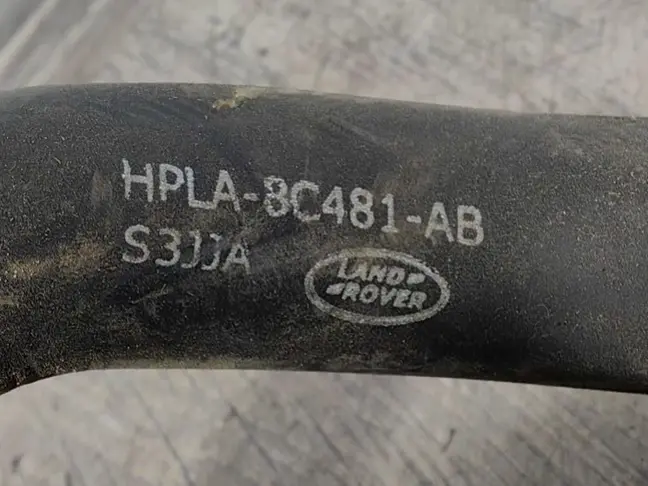 HPLA-8C481-AB
S3JJA
LAND
ROVER